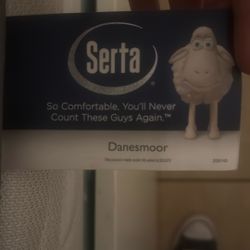 Serta®
So Comfortable, You'll Never
Count These Guys Again.™
Danesmoor